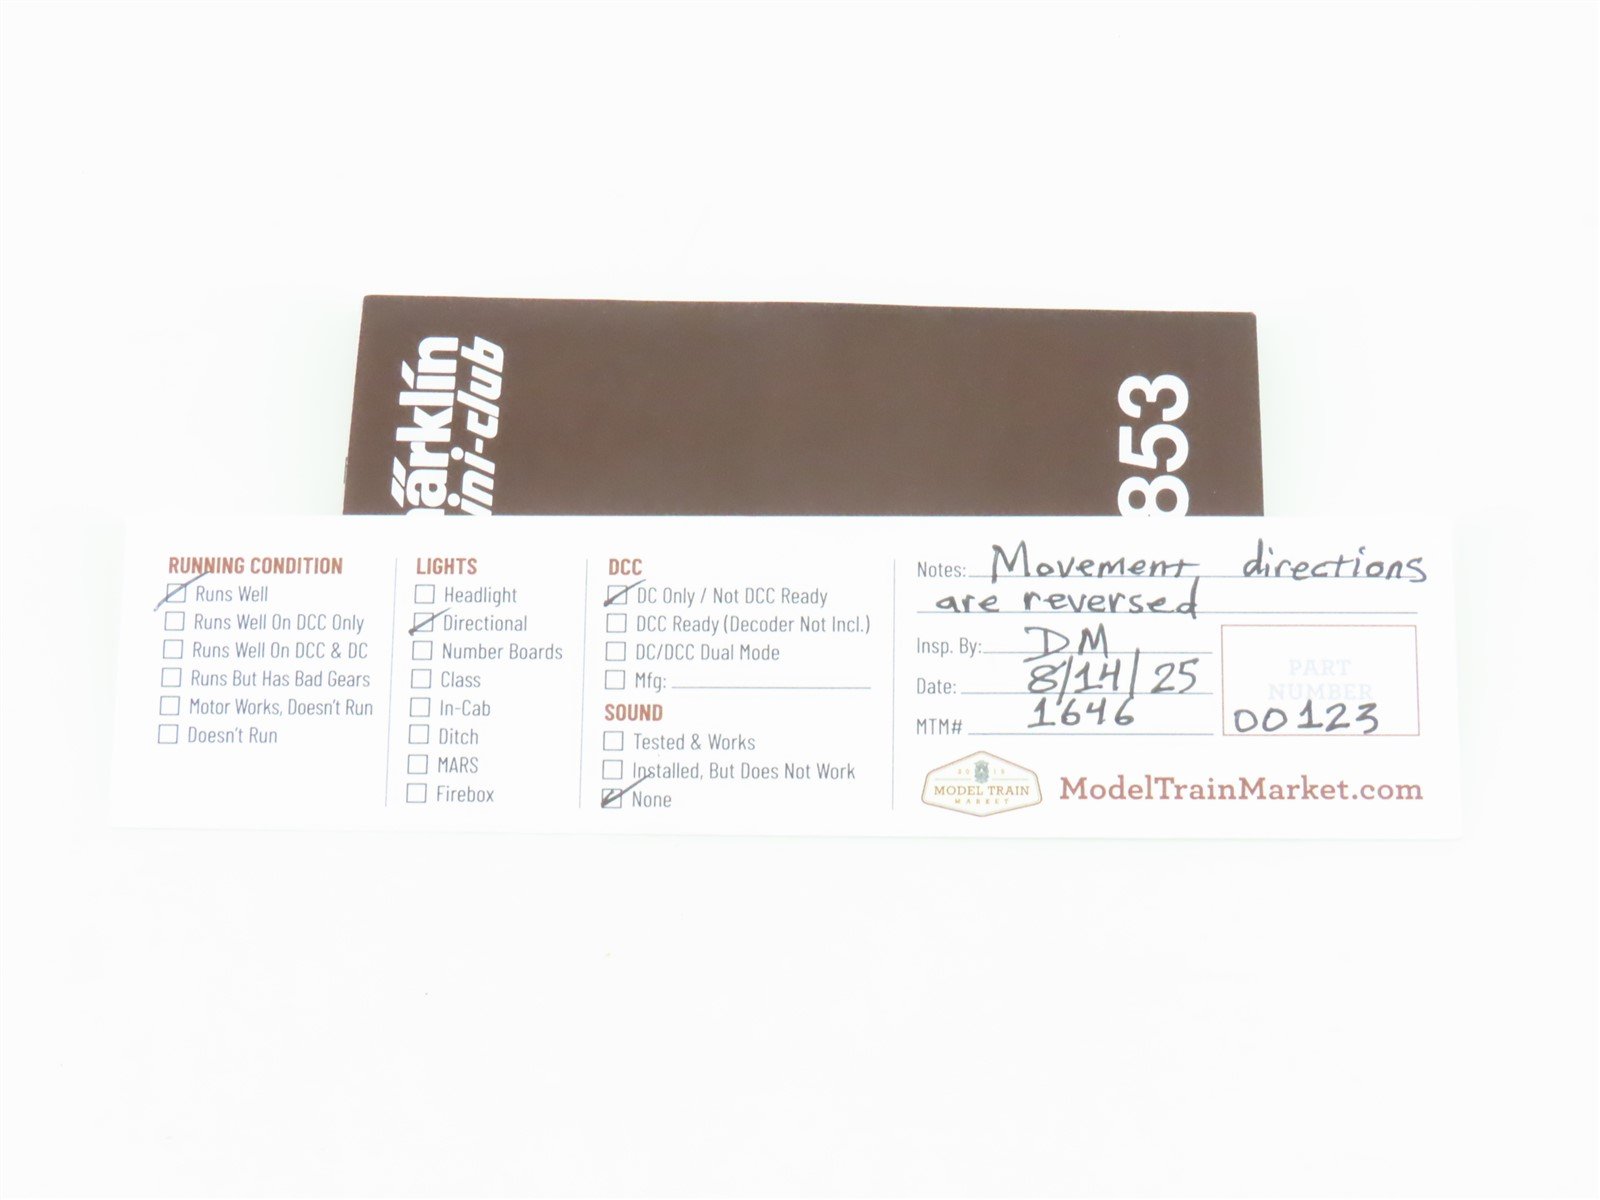 märklín
mini-club
853
RUNNING CONDITION
Runs Well
Runs Well On DCC Only
Runs Well On DCC & DC
Runs But Has Bad Gears
Motor Works, Doesn't Run
Doesn't Run
LIGHTS
Headlight
Directional
Number Boards
Class
In-Cab
Ditch
MARS
Firebox
DCC
DC Only / Not DCC Ready
DCC Ready (Decoder Not Incl.)
DC/DCC Dual Mode
Mfg:
SOUND
Tested & Works
Installed, But Does Not Work
None
Notes: Movement directions
are reversed
Insp. By: DM
Date: 8/14/25
MTM# 1646
PART
NUMBER
00123
2015
MODEL TRAIN
MARKET
ModelTrainMarket.com